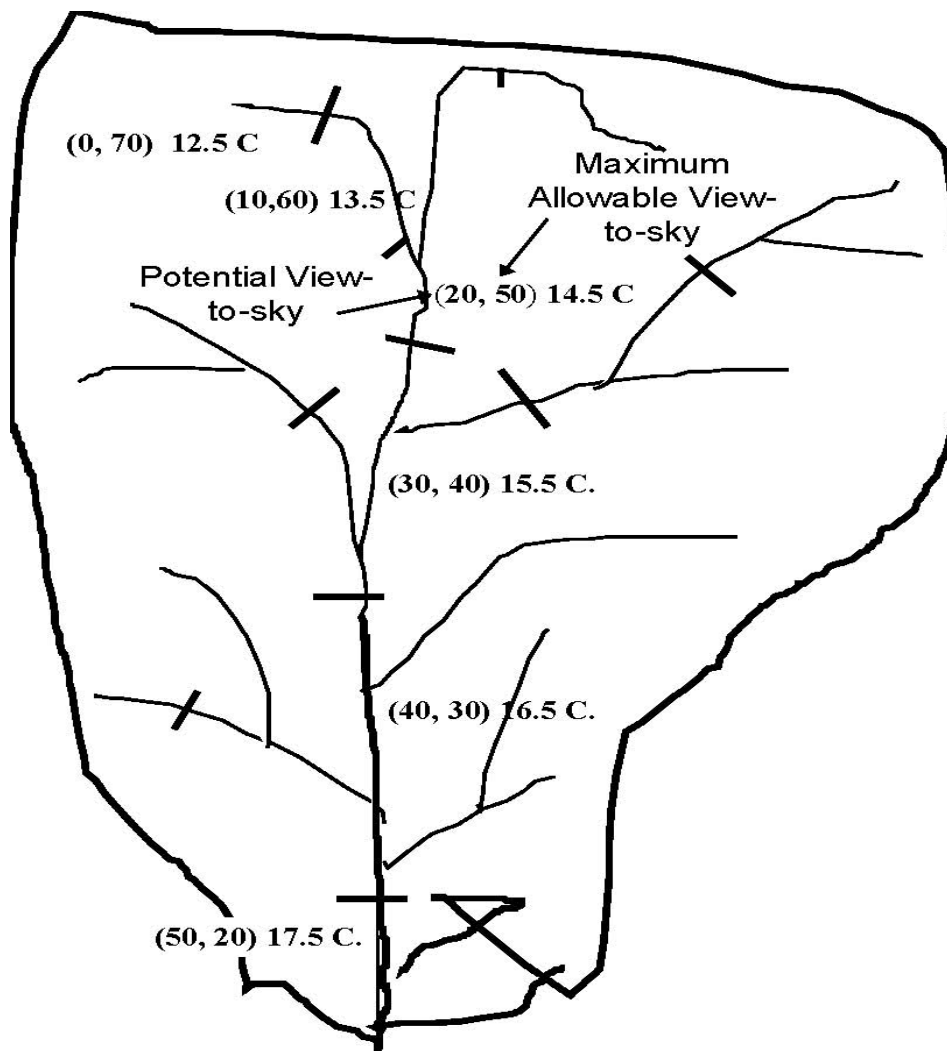 (0, 70) 12.5 C
Maximum
Allowable View-
to-sky
(10,60) 13.5 C
Potential View-
to-sky
(20, 50) 14.5 C
(30, 40) 15.5 C.
(40, 30) 16.5 C.
(50, 20) 17.5 C.